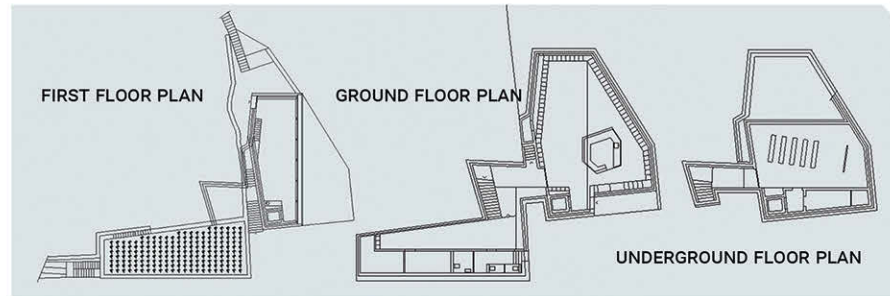 FIRST FLOOR PLAN
GROUND FLOOR PLAN
UNDERGROUND FLOOR PLAN